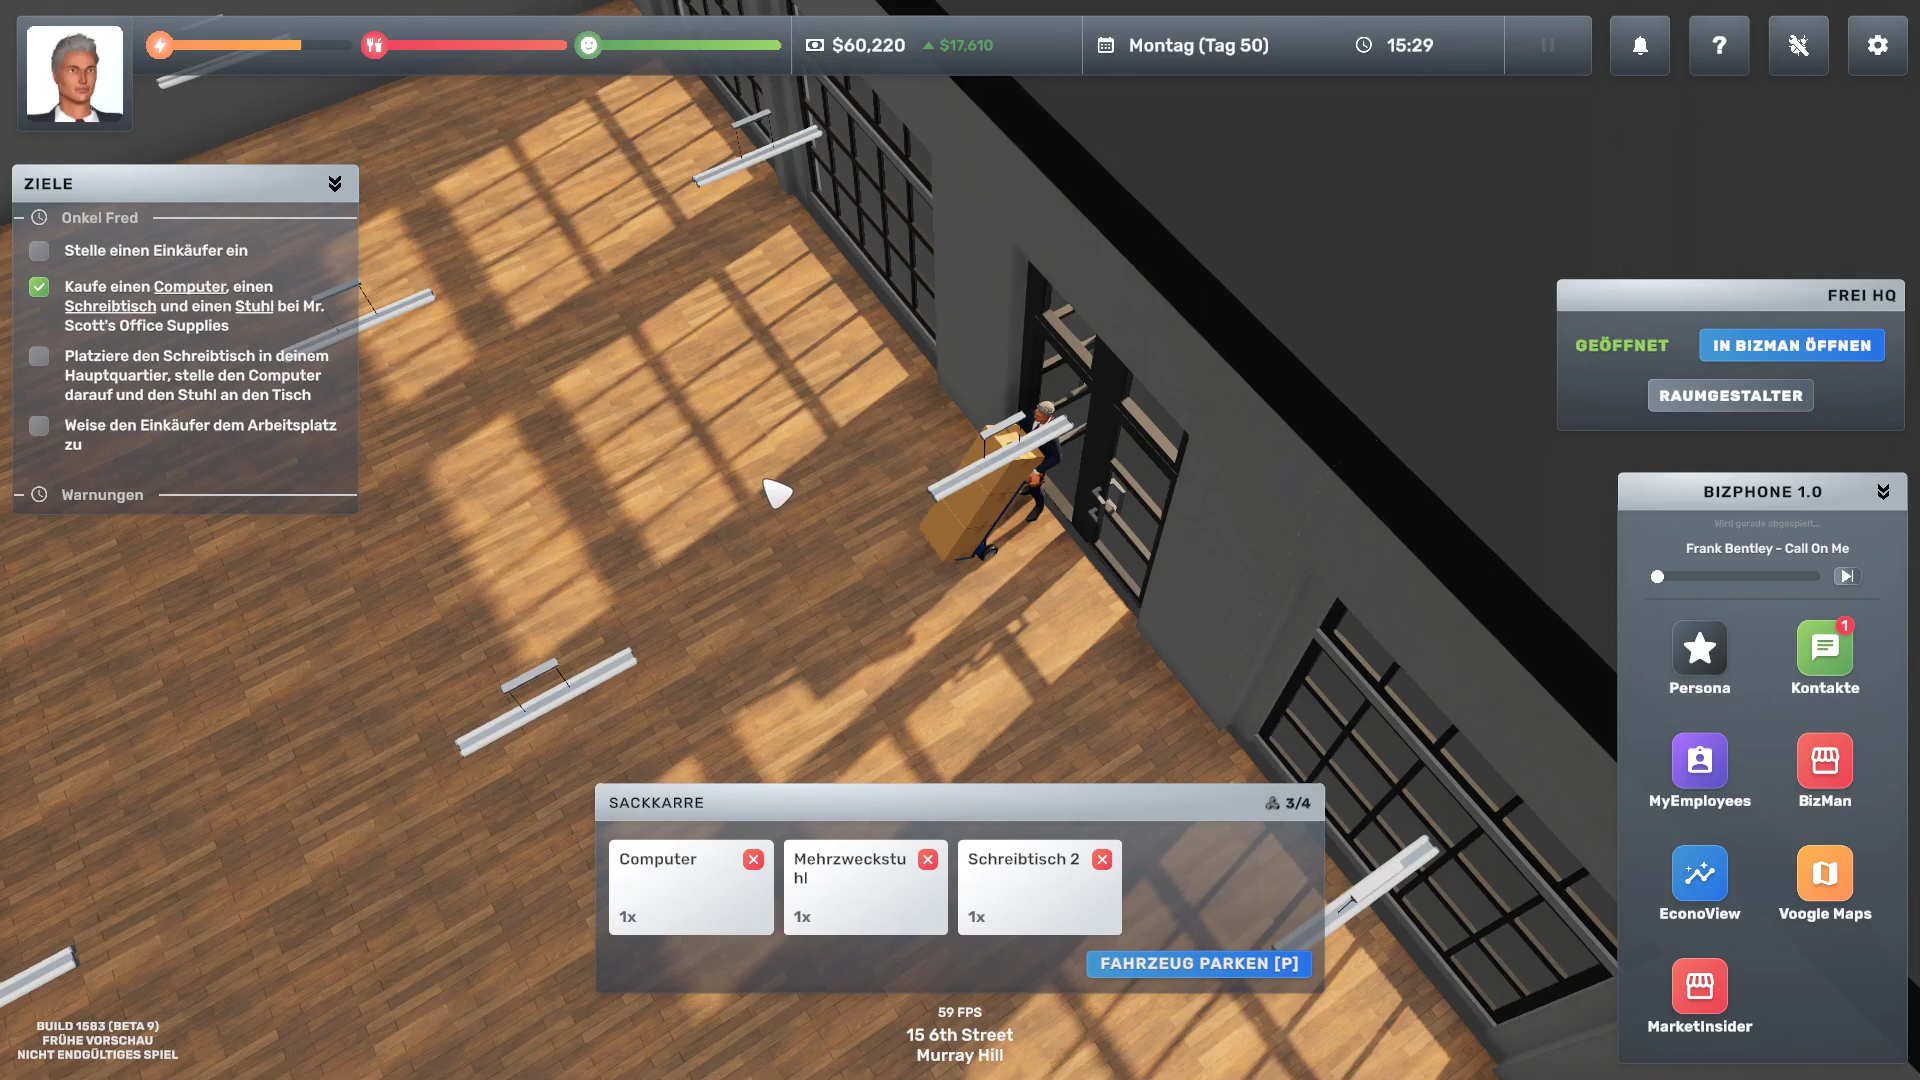 $60,220
$17,610
Montag (Tag 50)
15:29
ZIELE
Onkel Fred
Stelle einen Einkäufer ein
Kaufe einen Computer, einen
Schreibtisch und einen Stuhl bei Mr.
Scott's Office Supplies
Platziere den Schreibtisch in deinem
Hauptquartier, stelle den Computer
darauf und den Stuhl an den Tisch
Weise den Einkäufer dem Arbeitsplatz
zu
Warnungen
FREI HQ
GEÖFFNET
IN BIZMAN ÖFFNEN
RAUMGESTALTER
BIZPHONE 1.0
Wird gerade abgespielt...
Frank Bentley - Call On Me
Persona
1
Kontakte
MyEmployees
BizMan
EconoView
Voogle Maps
MarketInsider
SACKKARRE
3/4
Computer
1x
Mehrzweckstu
hl
1x
Schreibtisch 2
1x
FAHRZEUG PARKEN [P]
59 FPS
15 6th Street
Murray Hill
BUILD 1583 (BETA 9)
FRÜHE VORSCHAU
NICHT ENDGÜLTIGES SPIEL